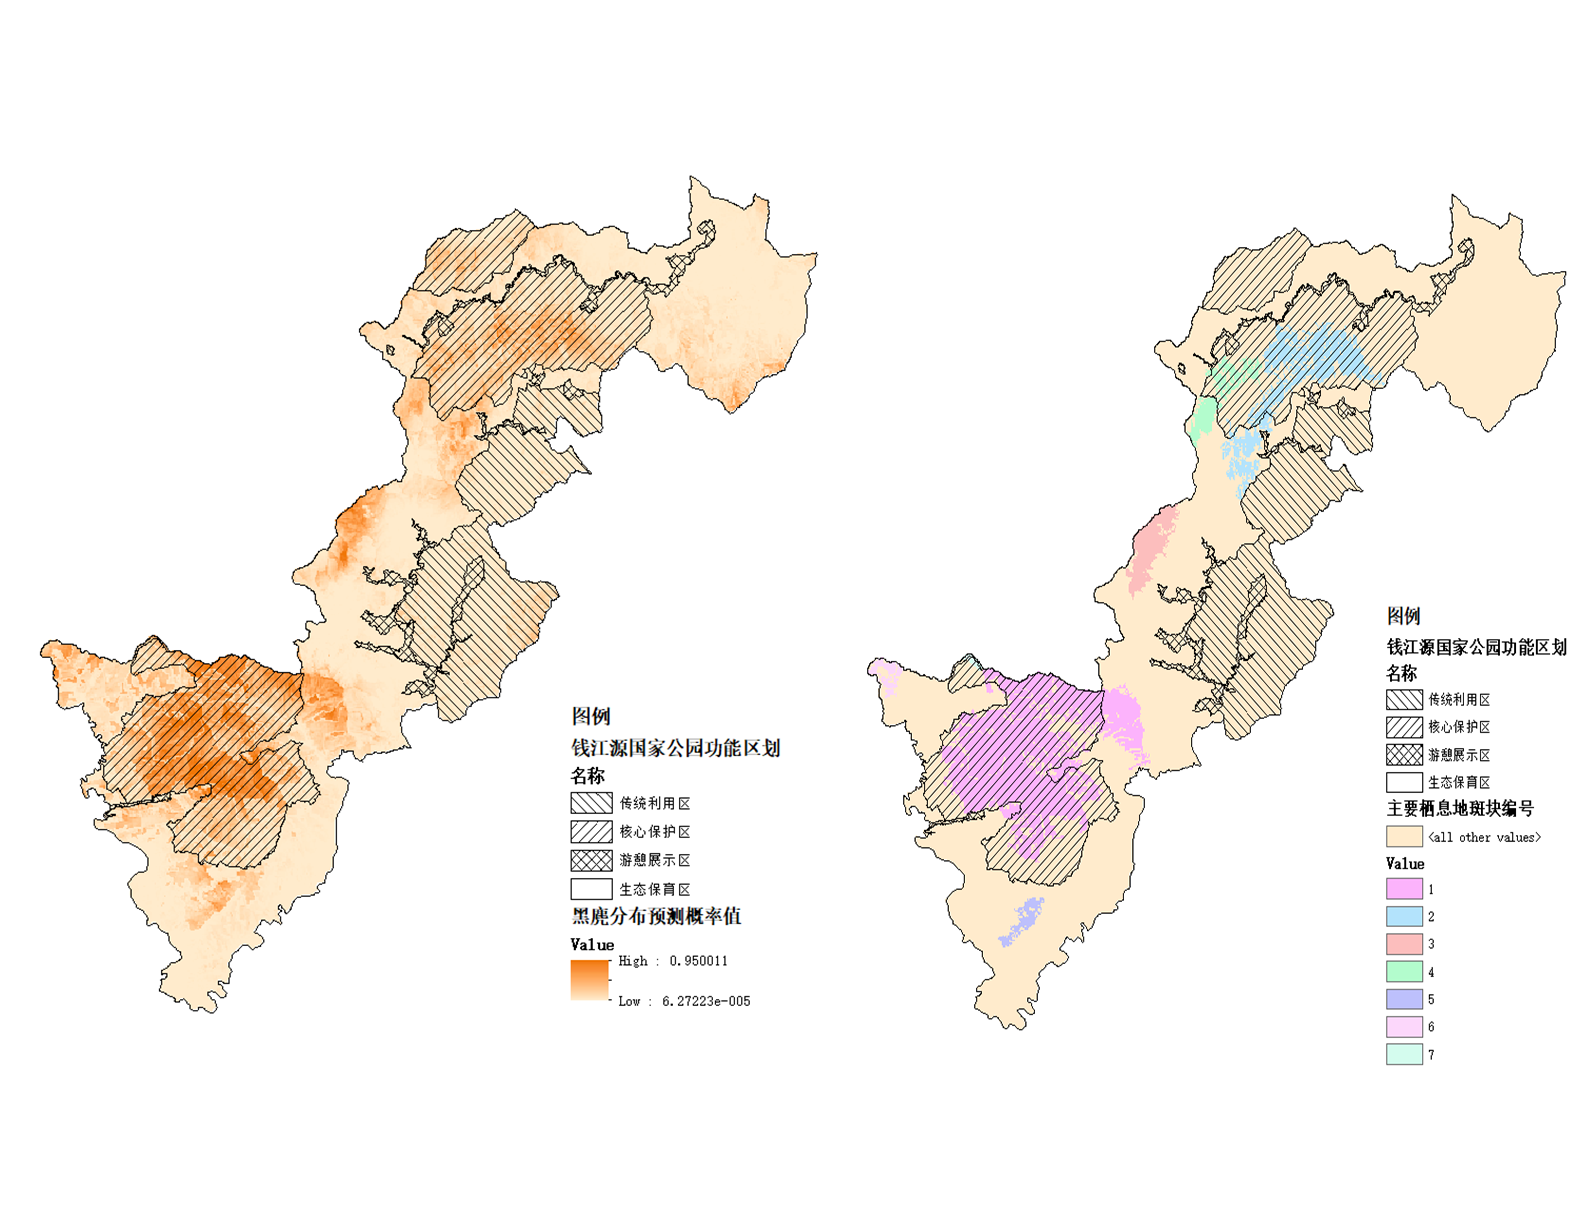 图例
钱江源国家公园功能区划
名称
传统利用区
核心保护区
游憩展示区
生态保育区
黑麂分布预测概率值
Value
High : 0.950011
Low : 6.27223e-005
图例
钱江源国家公园功能区划
名称
传统利用区
核心保护区
游憩展示区
生态保育区
主要栖息地斑块编号
<all other values>
Value
1
2
3
4
5
6
7